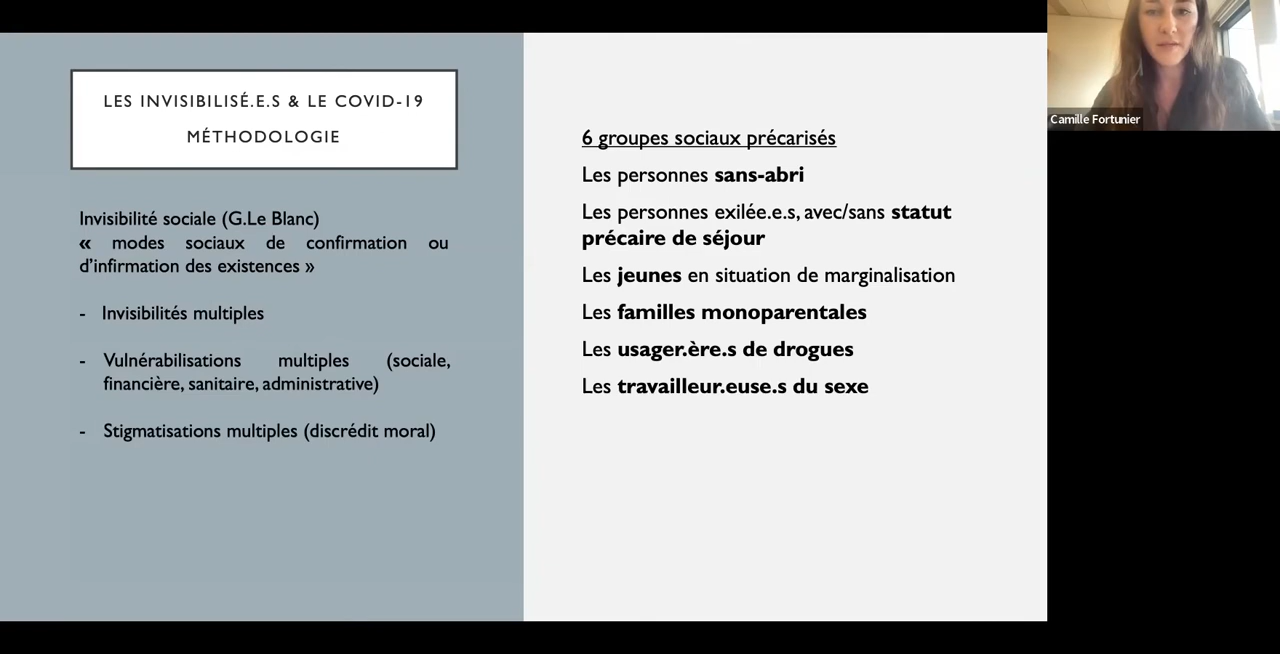 LES INVISIBILISÉ.E.S & LE COVID-19
MÉTHODOLOGIE
Invisibilité sociale (G.Le Blanc)
« modes sociaux de confirmation ou
d’infirmation des existences »
- Invisibilités multiples
- Vulnérabilisations multiples (sociale,
financière, sanitaire, administrative)
- Stigmatisations multiples (discrédit moral)
6 groupes sociaux précarisés
Les personnes sans-abri
Les personnes exilée.e.s, avec/sans statut
précaire de séjour
Les jeunes en situation de marginalisation
Les familles monoparentales
Les usager.ère.s de drogues
Les travailleur.euse.s du sexe
Camille Fortunier